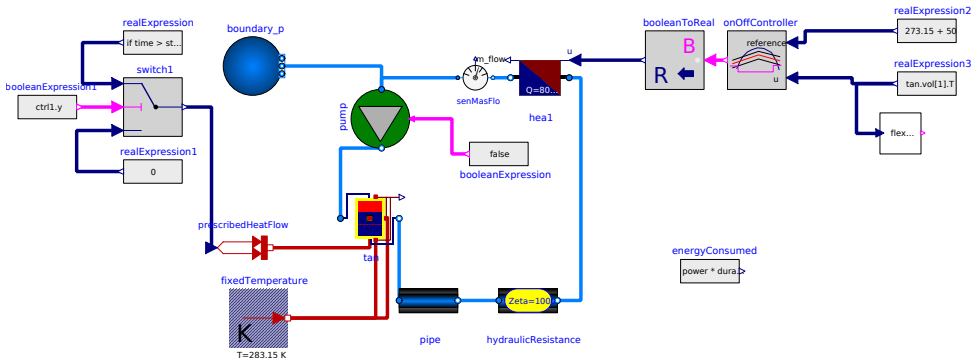 realExpression
if time > st...
switch1
booleanExpression1
ctrl1.y
realExpression1
0
boundary_p
pump
m_flow
senMasFlo
u
Q=80...
hea1
booleanToReal
B
R
onOffController
reference
u
realExpression2
273.15 + 50
realExpression3
tan.vol[1].T
flex...
false
booleanExpression
prescribedHeatFlow
tan
fixedTemperature
K
T=283.15 K
pipe
Zeta=100
hydraulicResistance
energyConsumed
power * dura...